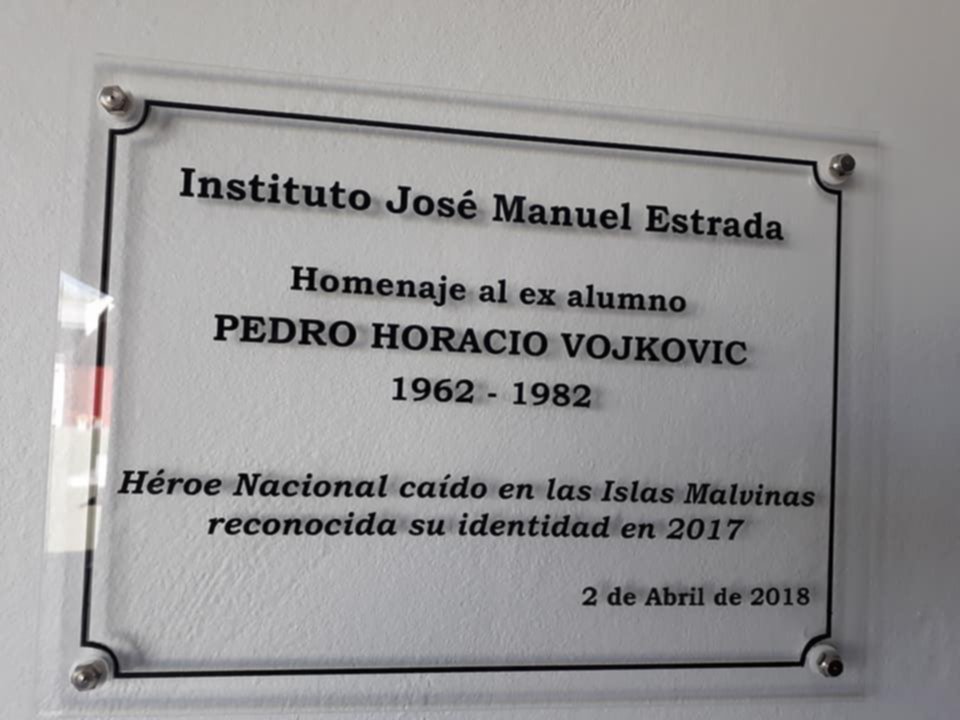 Instituto José Manuel Estrada
Homenaje al ex alumno
PEDRO HORACIO VOJKOVIC
1962 - 1982
Héroe Nacional caído en las Islas Malvinas
reconocida su identidad en 2017
2 de Abril de 2018